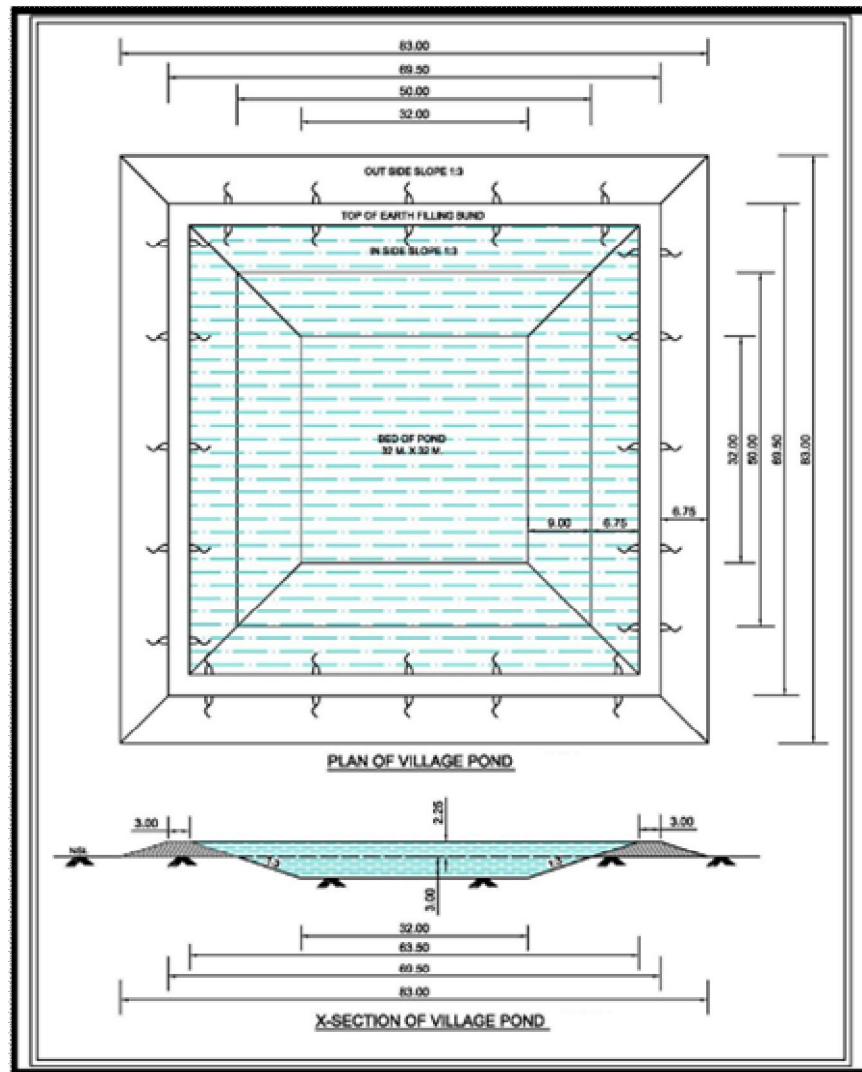 83.00
69.50
50.00
32.00
OUT SIDE SLOPE 1:3
TOP OF EARTH FILLING BUND
IN SIDE SLOPE 1:3
BED OF POND
32 M. X 32 M.
9.00
6.75
6.75
32.00
50.00
69.50
83.00
PLAN OF VILLAGE POND
3.00
2.25
3.00
NSL
1:3
1:3
3.00
32.00
63.50
69.50
83.00
X-SECTION OF VILLAGE POND